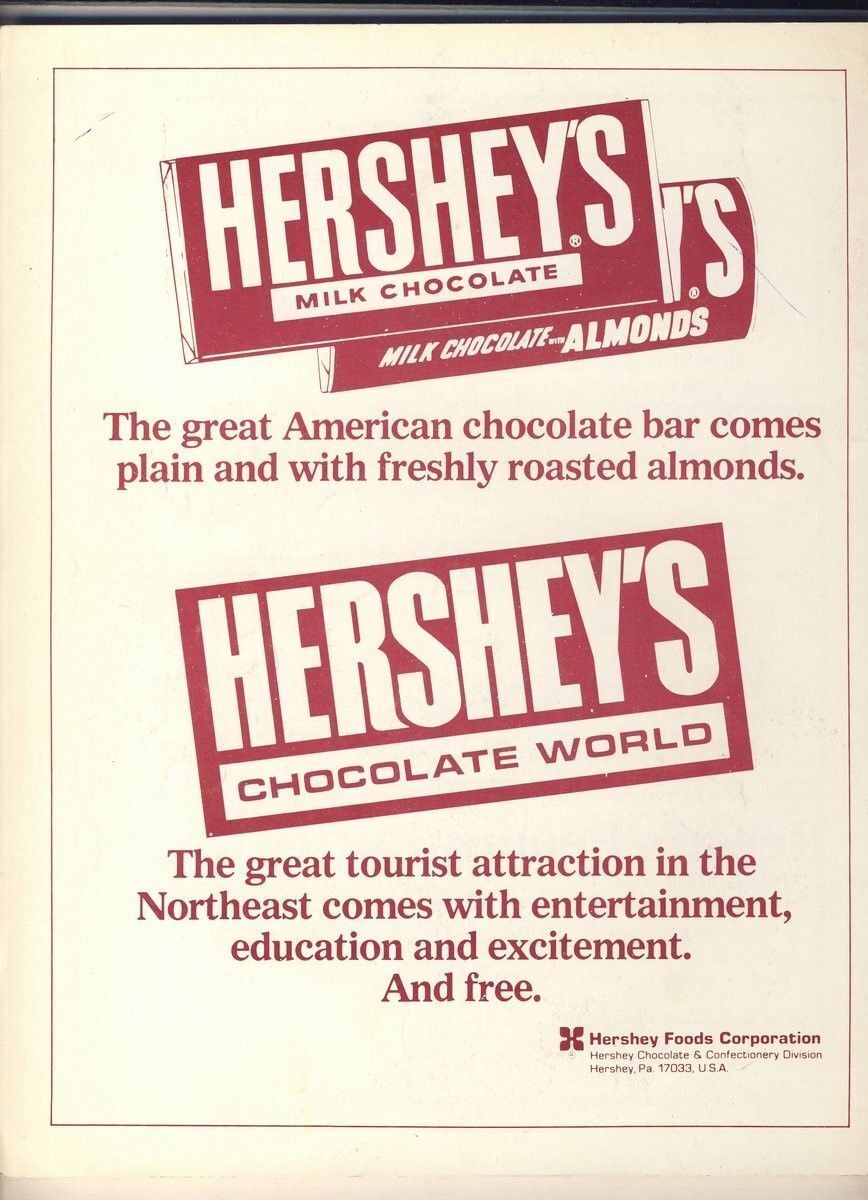 HERSHEY'S®
MILK CHOCOLATE
Y'S®
MILK CHOCOLATE WITH ALMONDS
The great American chocolate bar comes
plain and with freshly roasted almonds.
HERSHEY'S
CHOCOLATE WORLD
The great tourist attraction in the
Northeast comes with entertainment,
education and excitement.
And free.
Hershey Foods Corporation
®
Hershey Chocolate & Confectionery Division
Hershey, Pa. 17033, U.S.A.